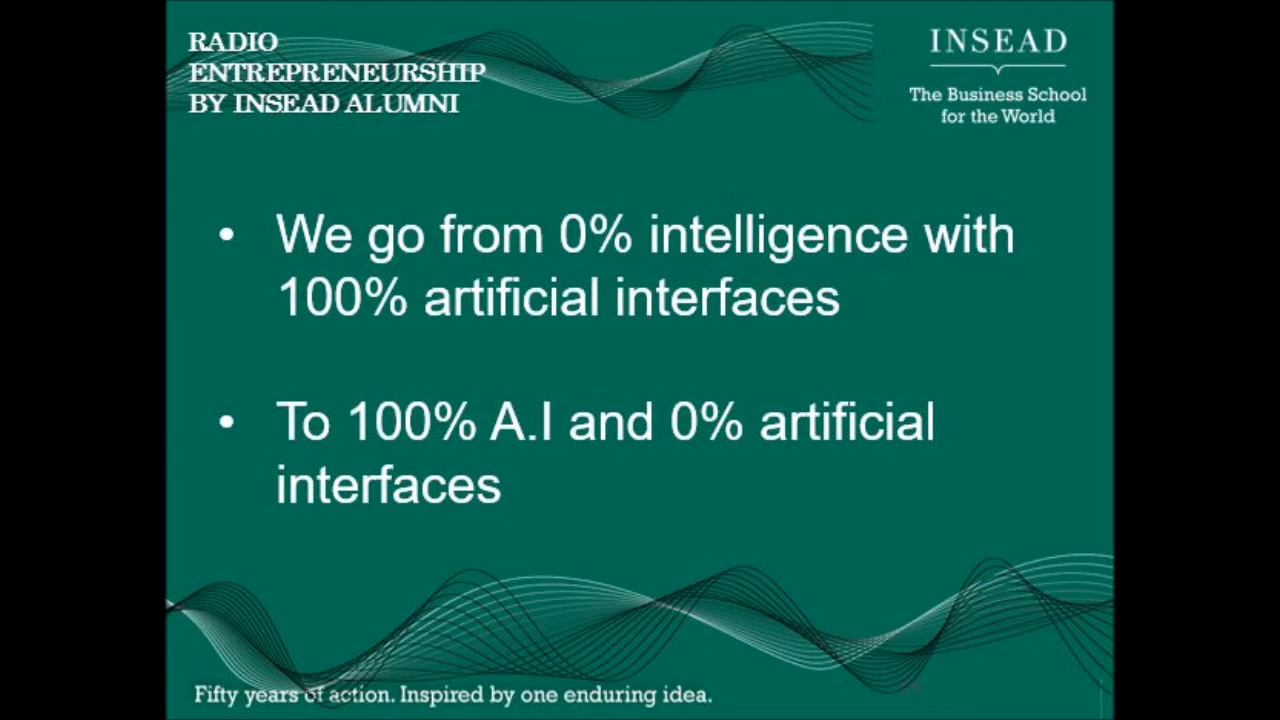 RADIO
ENTREPRENEURSHIP
BY INSEAD ALUMNI
INSEAD
The Business School
for the World
• We go from 0% intelligence with
100% artificial interfaces
• To 100% A.I and 0% artificial
interfaces
Fifty years of action. Inspired by one enduring idea.